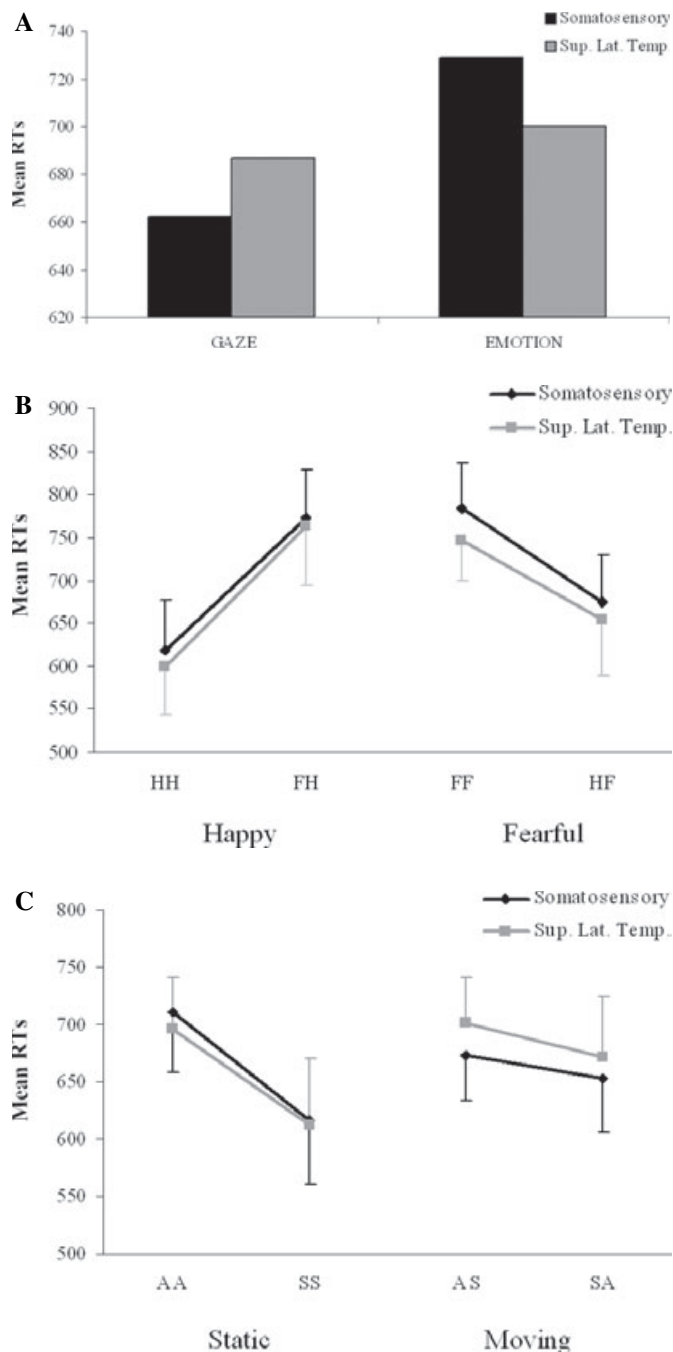 A
740
Somatosensory
Sup. Lat. Temp
720
700
Mean RTs
680
660
640
620
GAZE
EMOTION
B
900
Somatosensory
Sup. Lat. Temp.
850
800
750
Mean RTs
700
650
600
550
500
HH
FH
FF
HF
Happy
Fearful
C
800
Somatosensory
Sup. Lat. Temp.
750
700
Mean RTs
650
600
550
500
AA
SS
AS
SA
Static
Moving